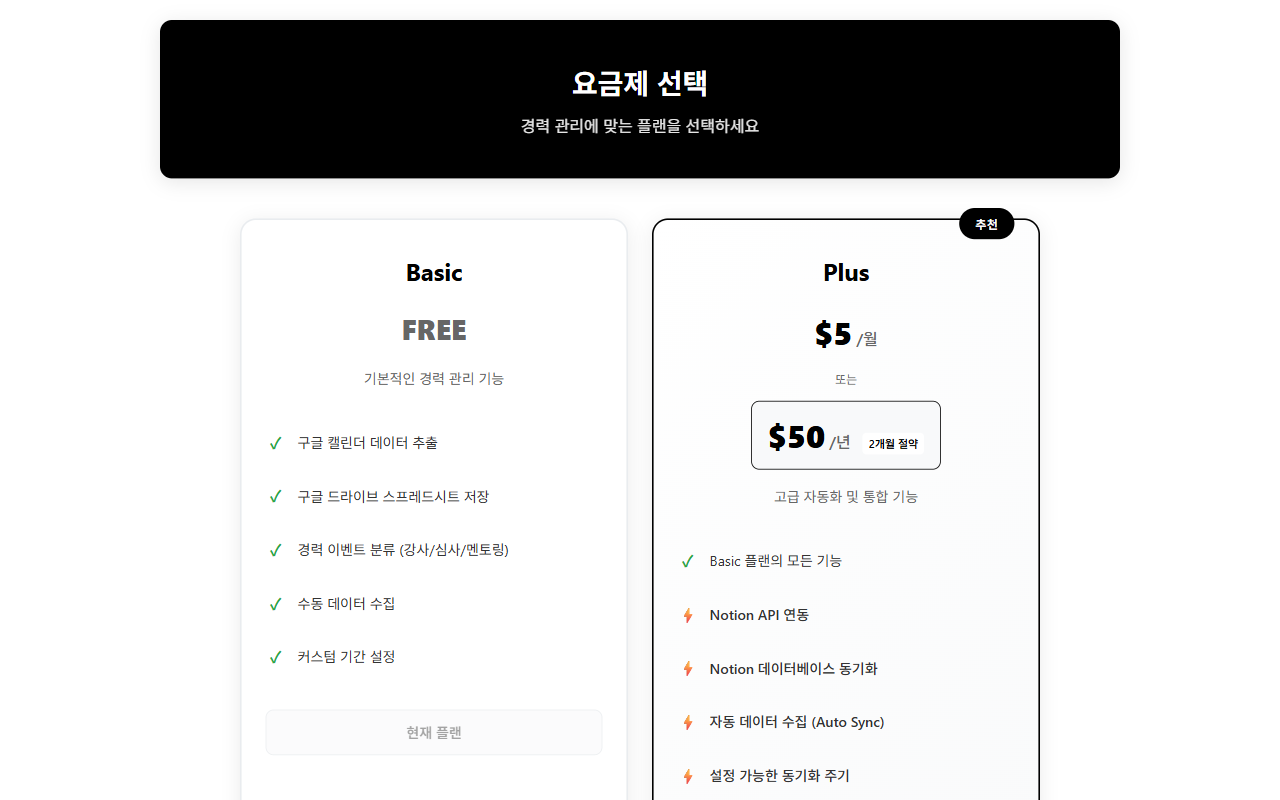 요금제 선택
경력 관리에 맞는 플랜을 선택하세요
Basic
FREE
기본적인 경력 관리 기능
✓ 구글 캘린더 데이터 추출
✓ 구글 드라이브 스프레드시트 저장
✓ 경력 이벤트 분류 (강사/심사/멘토링)
✓ 수동 데이터 수집
✓ 커스텀 기간 설정
현재 플랜
추천
Plus
$5 /월
또는
$50 /년 2개월 절약
고급 자동화 및 통합 기능
✓ Basic 플랜의 모든 기능
⚡ Notion API 연동
⚡ Notion 데이터베이스 동기화
⚡ 자동 데이터 수집 (Auto Sync)
⚡ 설정 가능한 동기화 주기